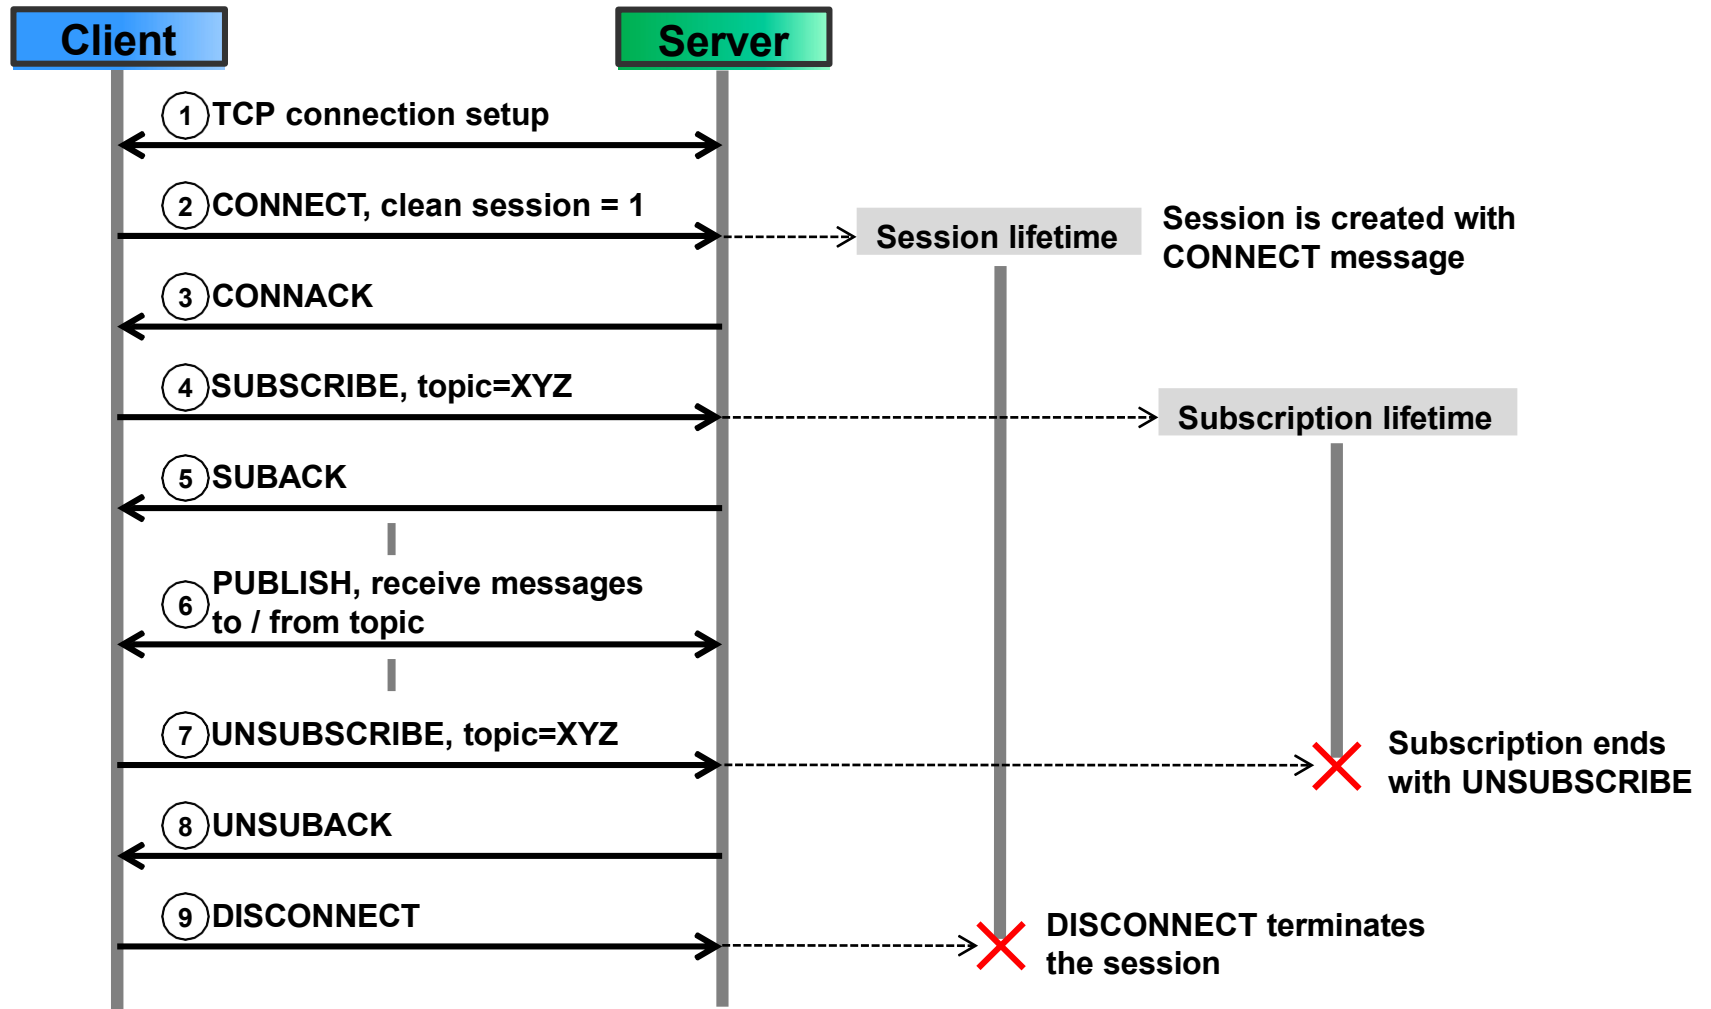 Client
Server
1 TCP connection setup
2 CONNECT, clean session = 1
Session lifetime
Session is created with
CONNECT message
3 CONNACK
4 SUBSCRIBE, topic=XYZ
Subscription lifetime
5 SUBACK
6 PUBLISH, receive messages
to / from topic
7 UNSUBSCRIBE, topic=XYZ
Subscription ends
with UNSUBSCRIBE
8 UNSUBACK
9 DISCONNECT
DISCONNECT terminates
the session